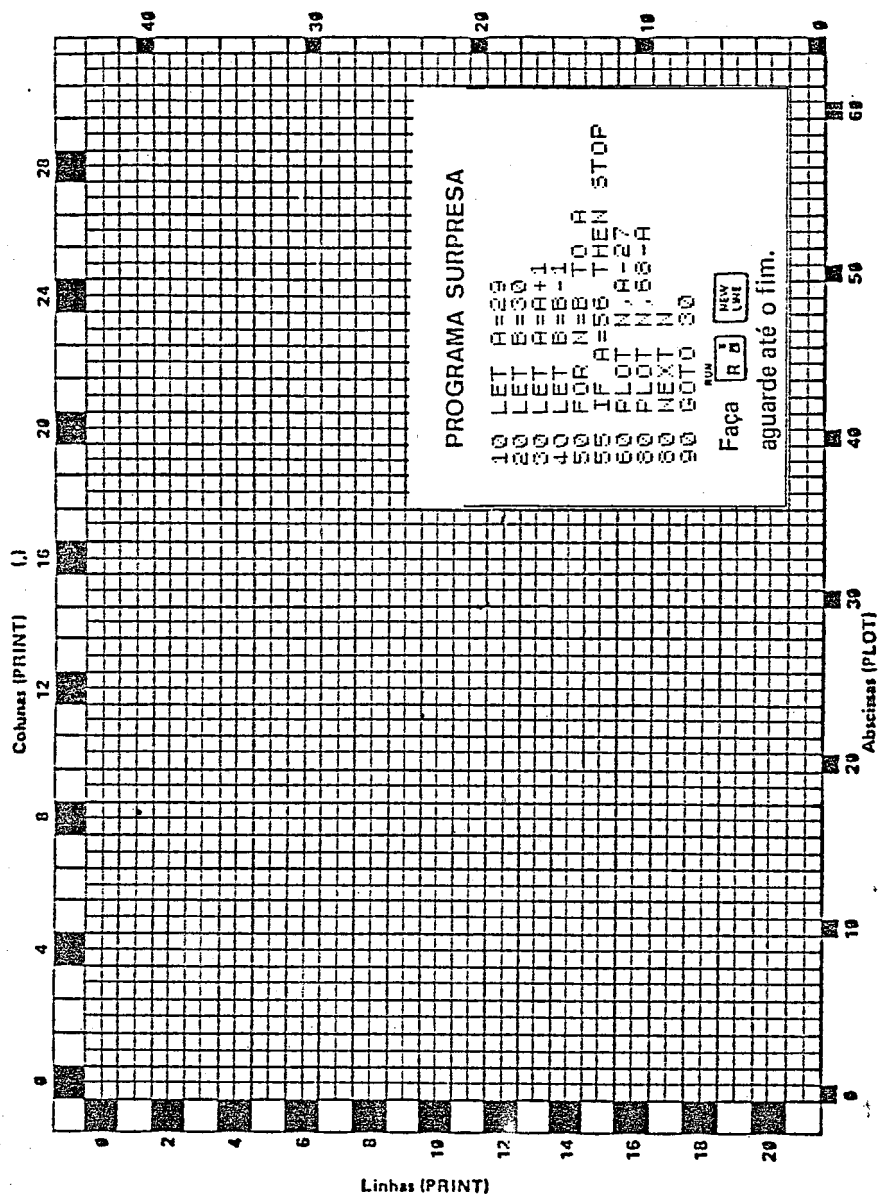 Colunas (PRINT) (,)
0 4 8 12 16 20 24 28
40
30
20
10
0
Linhas (PRINT)
0
2
4
6
8
10
12
14
16
18
20
PROGRAMA SURPRESA
10 LET A=29
20 LET B=30
30 LET A=A+1
40 LET B=B-1
50 FOR N=B TO A
55 IF A=56 THEN STOP
60 PLOT N,A-27
80 PLOT N,68-A
80 NEXT N
90 GOTO 30
RUN
Faça R NEW LINE
aguarde até o fim.
0 10 20 30 40 50 60
Abscissas (PLOT)